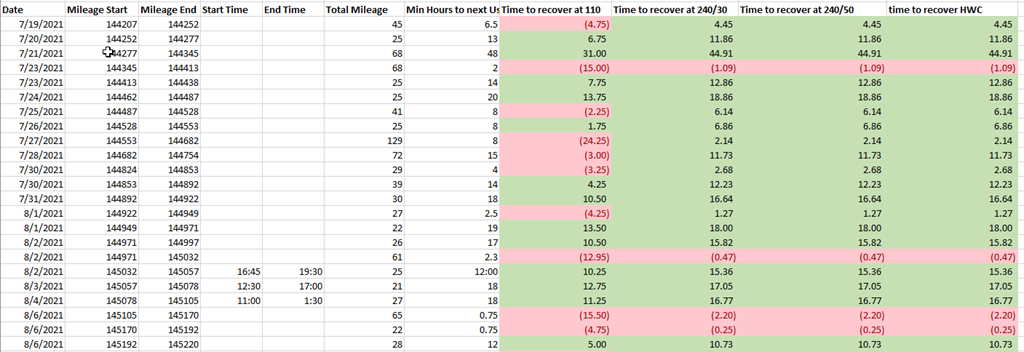 Date Mileage Start Mileage End Start Time End Time Total Mileage Min Hours to next Us Time to recover at 110 Time to recover at 240/30 Time to recover at 240/50 time to recover HWC
7/19/2021 144207 144252 45 6.5 (4.75) 4.45 4.45 4.45
7/20/2021 144252 144277 25 13 6.75 11.86 11.86 11.86
7/21/2021 144277 144345 68 48 31.00 44.91 44.91 44.91
7/23/2021 144345 144413 68 2 (15.00) (1.09) (1.09) (1.09)
7/23/2021 144413 144438 25 14 7.75 12.86 12.86 12.86
7/24/2021 144462 144487 25 20 13.75 18.86 18.86 18.86
7/25/2021 144487 144528 41 8 (2.25) 6.14 6.14 6.14
7/26/2021 144528 144553 25 8 1.75 6.86 6.86 6.86
7/27/2021 144553 144682 129 8 (24.25) 2.14 2.14 2.14
7/28/2021 144682 144754 72 15 (3.00) 11.73 11.73 11.73
7/30/2021 144824 144853 29 4 (3.25) 2.68 2.68 2.68
7/30/2021 144853 144892 39 14 4.25 12.23 12.23 12.23
7/31/2021 144892 144922 30 18 10.50 16.64 16.64 16.64
8/1/2021 144922 144949 27 2.5 (4.25) 1.27 1.27 1.27
8/1/2021 144949 144971 22 19 13.50 18.00 18.00 18.00
8/2/2021 144971 144997 26 17 10.50 15.82 15.82 15.82
8/2/2021 144971 145032 61 2.3 (12.95) (0.47) (0.47) (0.47)
8/2/2021 145032 145057 16:45 19:30 25 12:00 10.25 15.36 15.36 15.36
8/3/2021 145057 145078 12:30 17:00 21 18 12.75 17.05 17.05 17.05
8/4/2021 145078 145105 11:00 1:30 27 18 11.25 16.77 16.77 16.77
8/6/2021 145105 145170 65 0.75 (15.50) (2.20) (2.20) (2.20)
8/6/2021 145170 145192 22 0.75 (4.75) (0.25) (0.25) (0.25)
8/6/2021 145192 145220 28 12 5.00 10.73 10.73 10.73